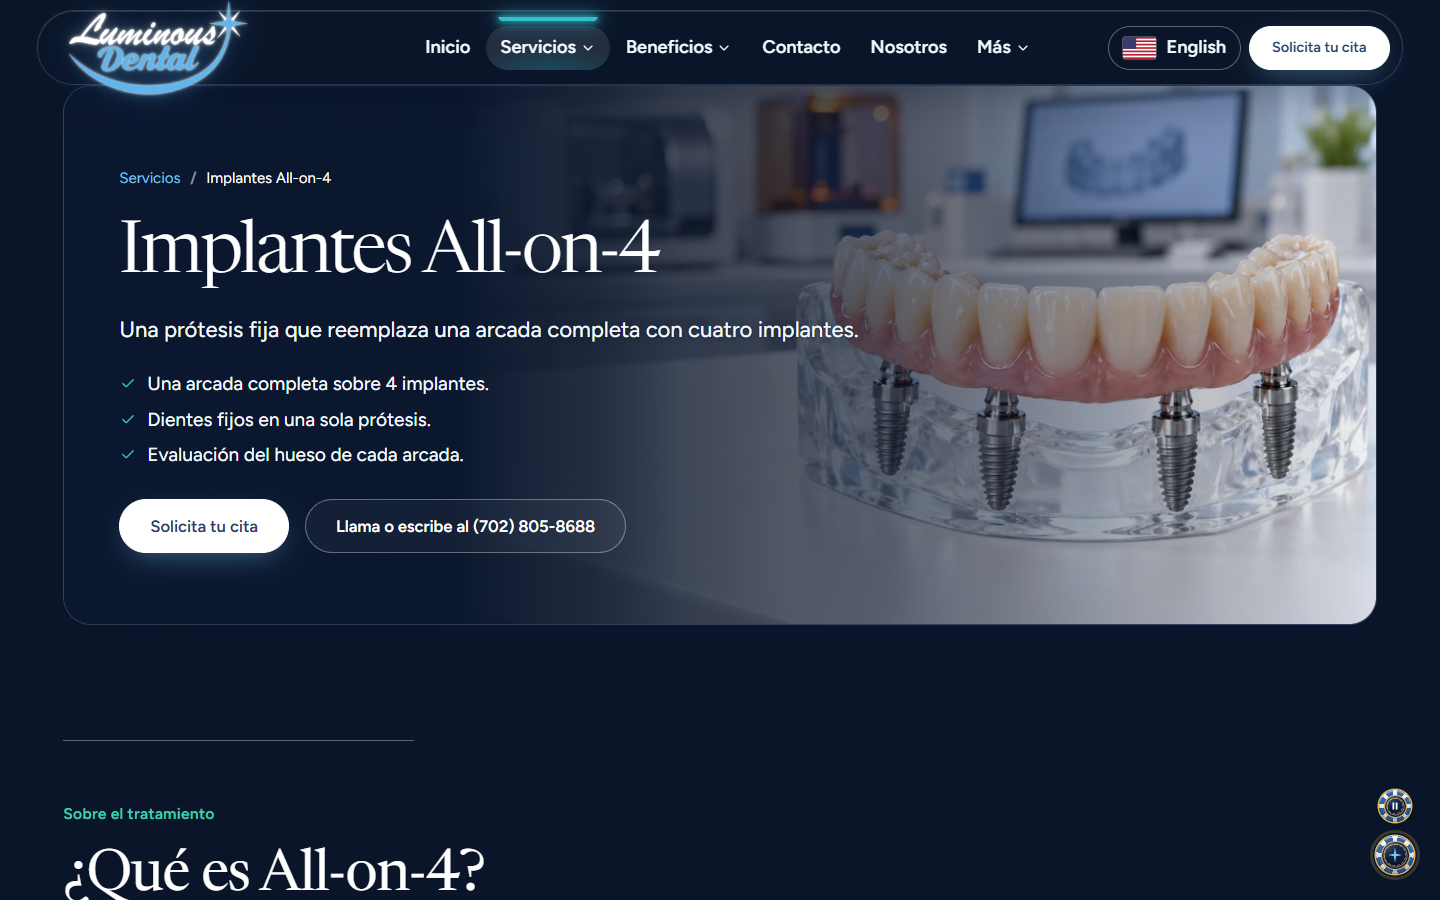 Luminous
Dental
Inicio
Servicios
Beneficios
Contacto
Nosotros
Más
English
Solicita tu cita
Servicios / Implantes All-on-4
Implantes All-on-4
Una prótesis fija que reemplaza una arcada completa con cuatro implantes.
Una arcada completa sobre 4 implantes.
Dientes fijos en una sola prótesis.
Evaluación del hueso de cada arcada.
Solicita tu cita
Llama o escribe al (702) 805-8688
Sobre el tratamiento
¿Qué es All-on-4?